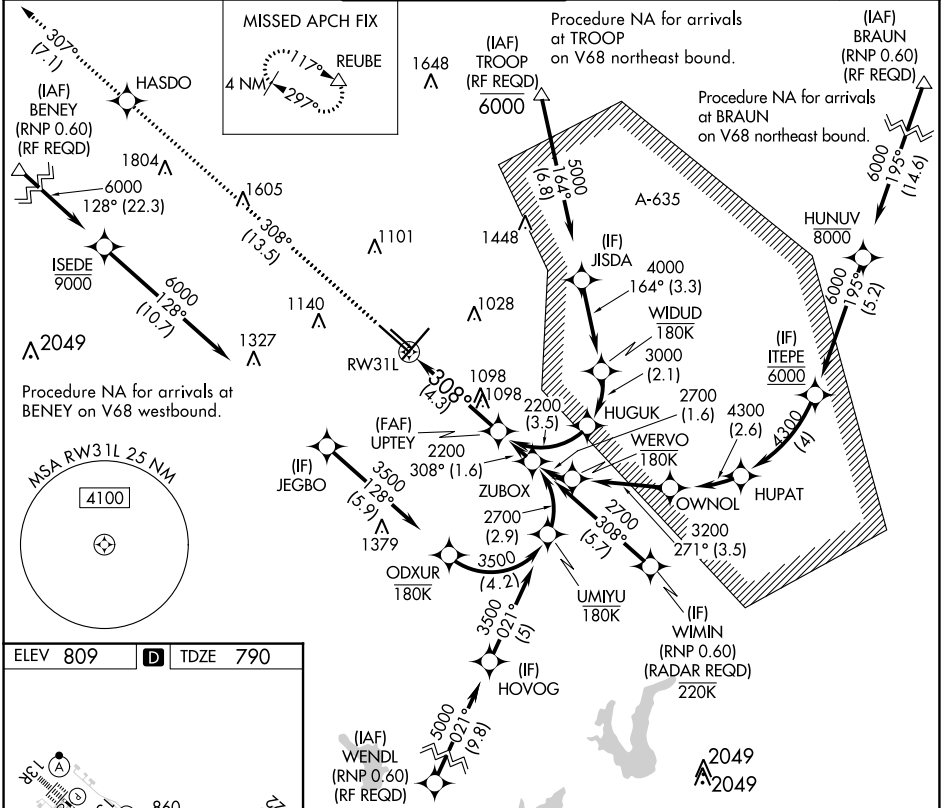 MISSED APCH FIX
117°
REUBE
4 NM
297°
307°
(7.1)
HASDO
(IAF)
BENEY
(RNP 0.60)
(RF REQD)
1804
6000
128° (22.3)
ISEDE
9000
6000
128°
(10.7)
2049
1327
Procedure NA for arrivals at
BENEY on V68 westbound.
1605
308°
(13.5)
1101
1140
1648
1448
1028
Procedure NA for arrivals
at TROOP
on V68 northeast bound.
(IAF)
TROOP
(RF REQD)
6000
5000
164°
(6.8)
(IAF)
BRAUN
(RNP 0.60)
(RF REQD)
Procedure NA for arrivals
at BRAUN
on V68 northeast bound.
6000
195°
(14.6)
A-635
HUNUV
8000
6000
195°
(5.2)
(IF)
JISDA
4000
164° (3.3)
WIDUD
180K
3000
(2.1)
(IF)
ITEPE
6000
4300
(4)
4300
(2.6)
HUPAT
OWNOL
3200
271° (3.5)
2700
(1.6)
WERVO
180K
HUGUK
2200
(3.5)
RW31L
308°
(4.3)
1098
1098
(FAF)
UPTEY
2200
308° (1.6)
ZUBOX
(IF)
JEGBO
3500
128°
(5.9)
1379
ODXUR
180K
3500
(4.2)
2700
(2.9)
UMIYU
180K
2700
308°
(5.7)
(IF)
WIMIN
(RNP 0.60)
(RADAR REQD)
220K
3500
021°
(5)
(IF)
HOVOG
5000
021°
(9.8)
(IAF)
WENDL
(RNP 0.60)
(RF REQD)
2049
2049
MSA RW31L 25 NM
4100
ELEV 809
D
TDZE 790
A
13R
P
860
22